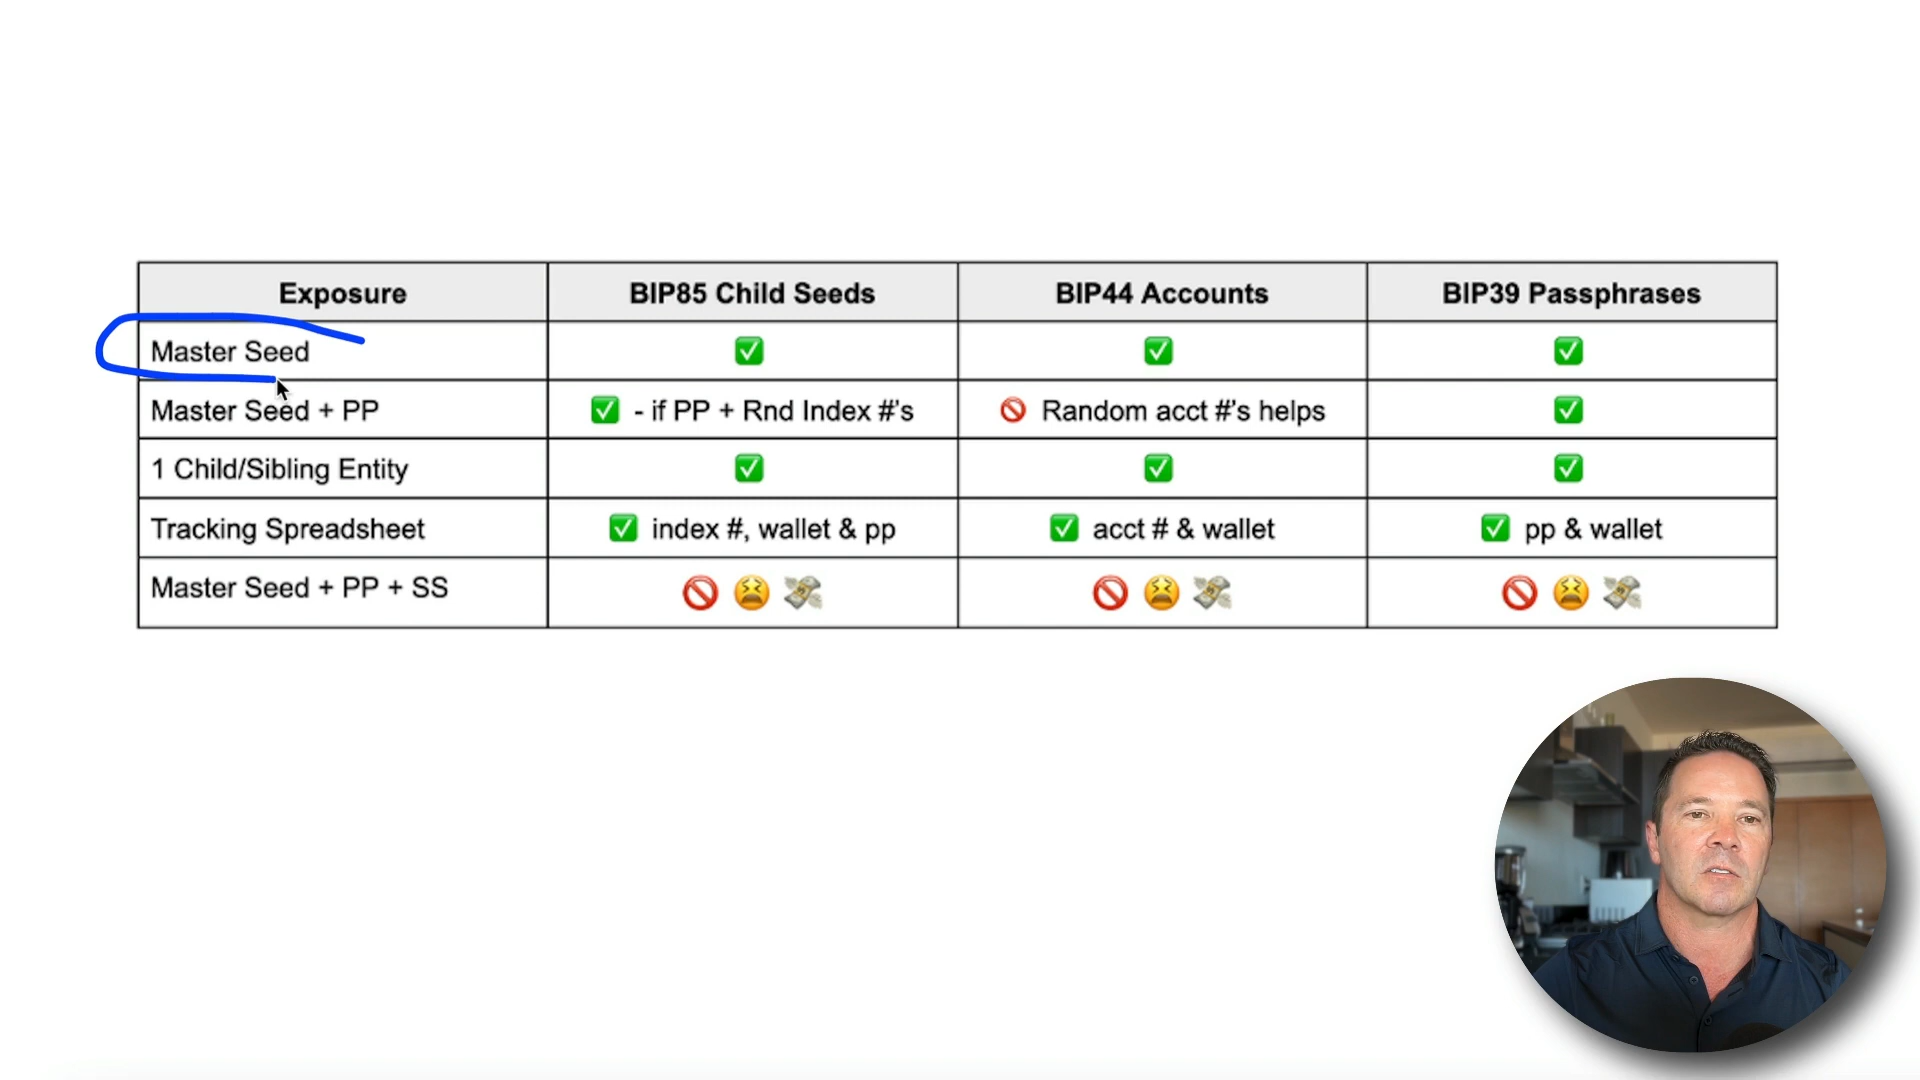 Exposure BIP85 Child Seeds BIP44 Accounts BIP39 Passphrases
Master Seed ✅ ✅ ✅
Master Seed + PP ✅ - if PP + Rnd Index #’s 🚫 Random acct #’s helps ✅
1 Child/Sibling Entity ✅ ✅ ✅
Tracking Spreadsheet ✅ index #, wallet & pp ✅ acct # & wallet ✅ pp & wallet
Master Seed + PP + SS 🚫 😫 💸 🚫 😫 💸 🚫 😫 💸